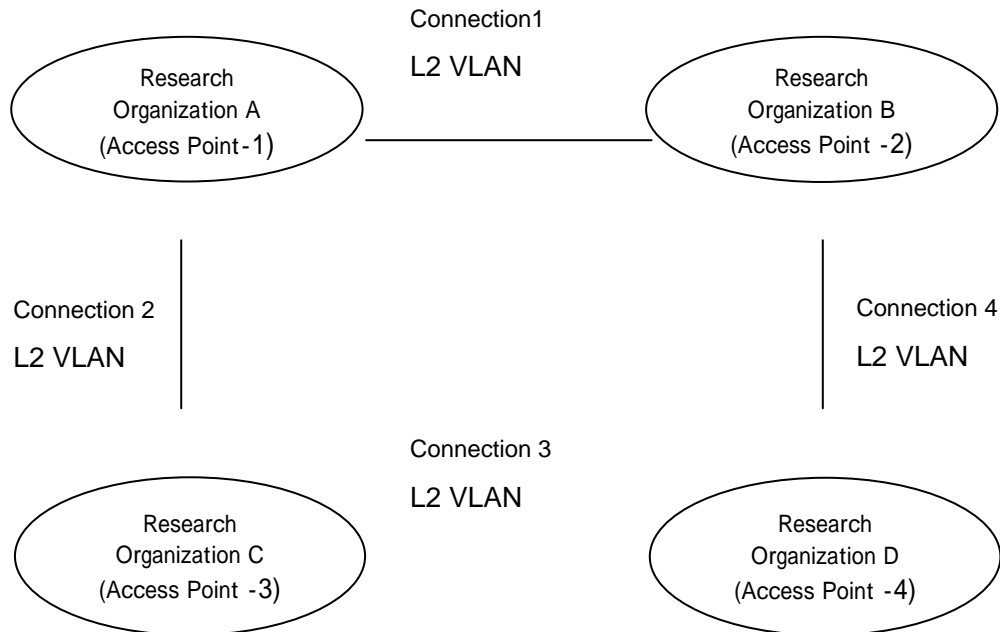 Connection1
L2 VLAN
Research
Organization A
(Access Point -1)
Research
Organization B
(Access Point -2)
Connection 2
L2 VLAN
Connection 4
L2 VLAN
Connection 3
L2 VLAN
Research
Organization C
(Access Point -3)
Research
Organization D
(Access Point -4)